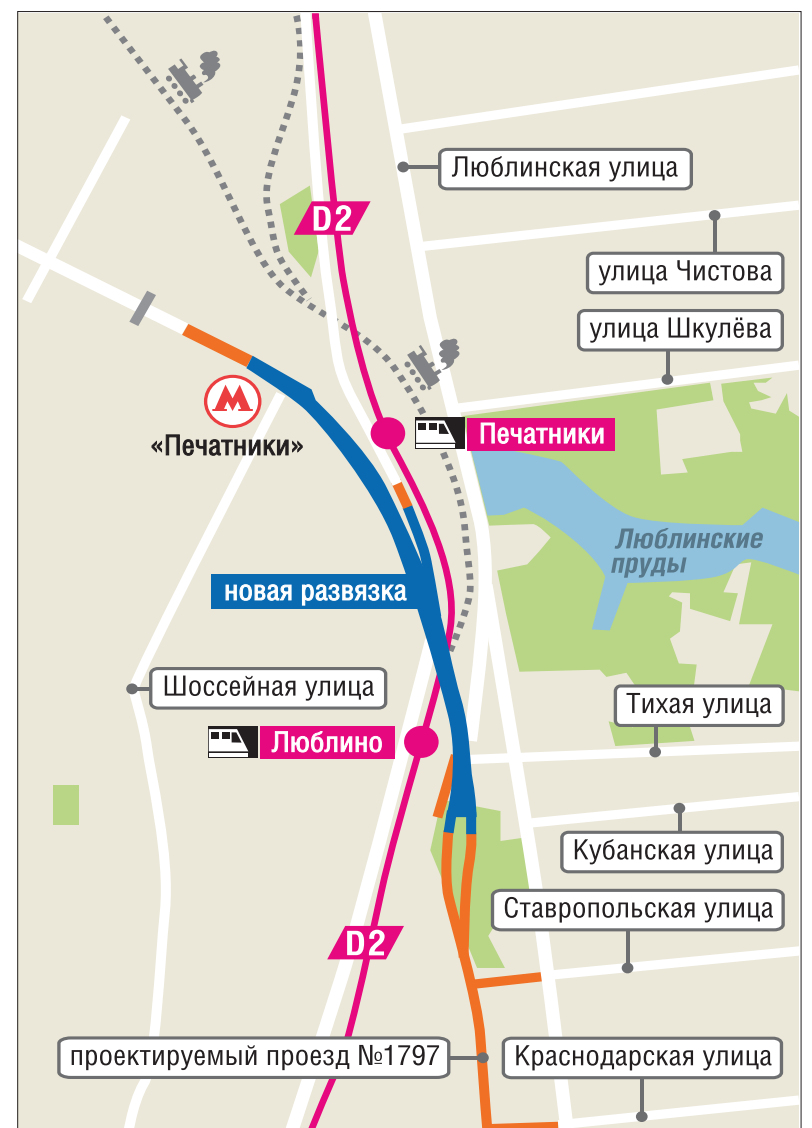 Люблинская улица
D2
улица Чистова
улица Шкулёва
М
«Печатники»
Печатники
Люблинские
пруды
новая развязка
Шоссейная улица
Тихая улица
Люблино
Кубанская улица
Ставропольская улица
D2
проектируемый проезд №1797
Краснодарская улица